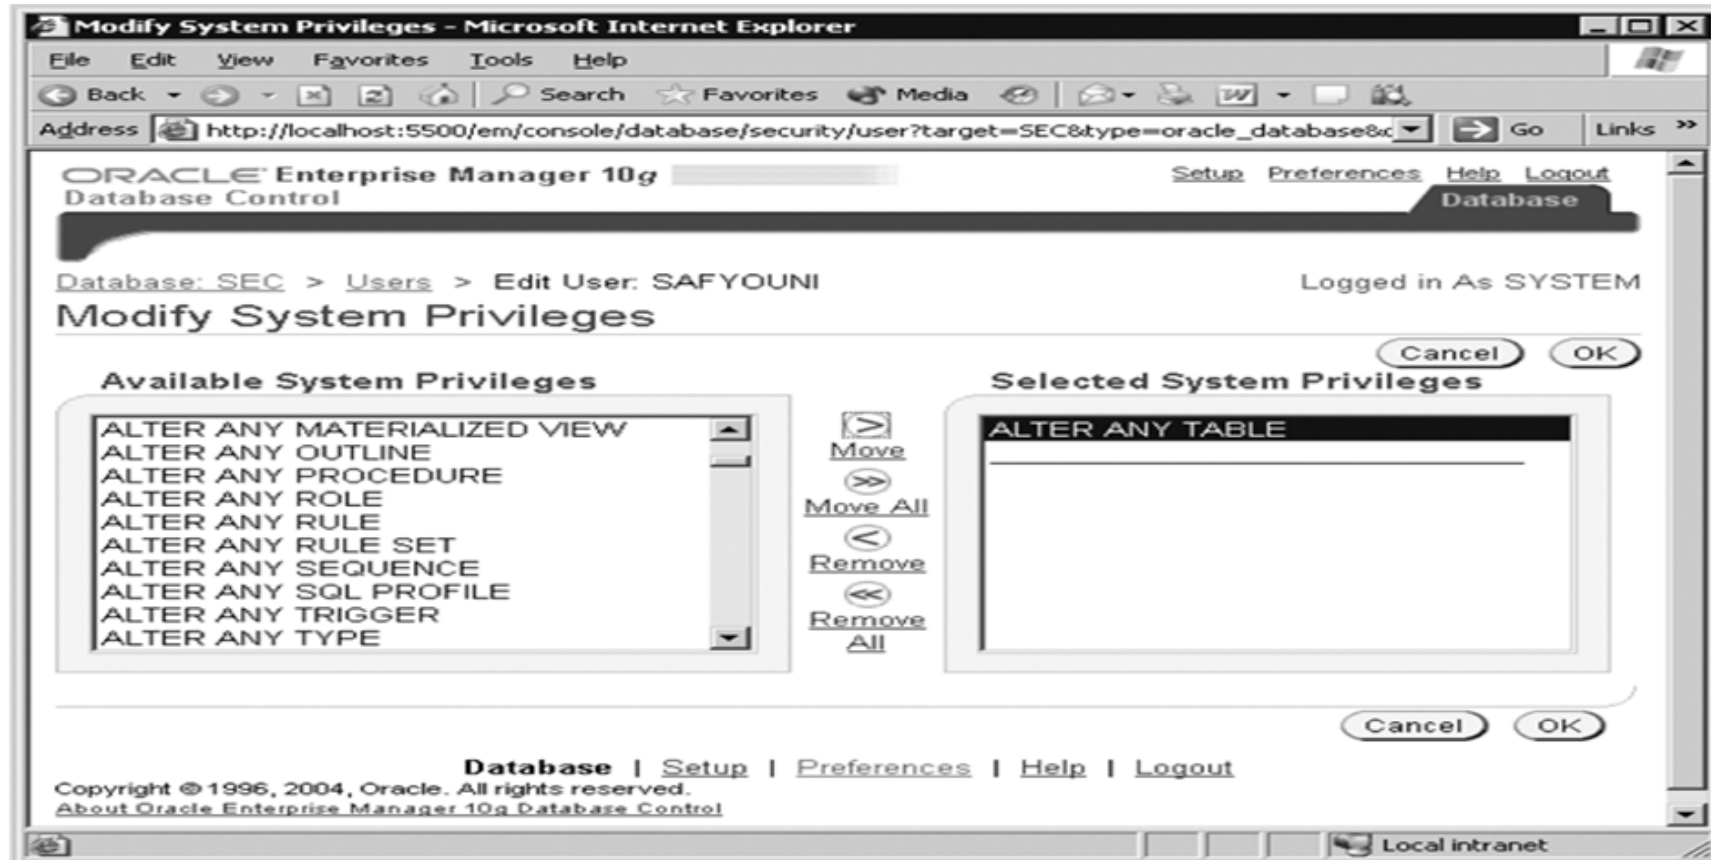 Modify System Privileges - Microsoft Internet Explorer
File Edit View Favorites Tools Help
Back Search Favorites Media
Address http://localhost:5500/em/console/database/security/user?target=SEC&type=oracle_database&c Go Links »
ORACLE Enterprise Manager 10g
Database Control
Setup Preferences Help Logout
Database
Database: SEC > Users > Edit User: SAFYOUNI
Logged in As SYSTEM
Modify System Privileges
Cancel OK
Available System Privileges
ALTER ANY MATERIALIZED VIEW
ALTER ANY OUTLINE
ALTER ANY PROCEDURE
ALTER ANY ROLE
ALTER ANY RULE
ALTER ANY RULE SET
ALTER ANY SEQUENCE
ALTER ANY SQL PROFILE
ALTER ANY TRIGGER
ALTER ANY TYPE
> Move
>> Move All
< Remove
<< Remove All
Selected System Privileges
ALTER ANY TABLE
Cancel OK
Database | Setup | Preferences | Help | Logout
Copyright © 1996, 2004, Oracle. All rights reserved.
About Oracle Enterprise Manager 10g Database Control
Local intranet